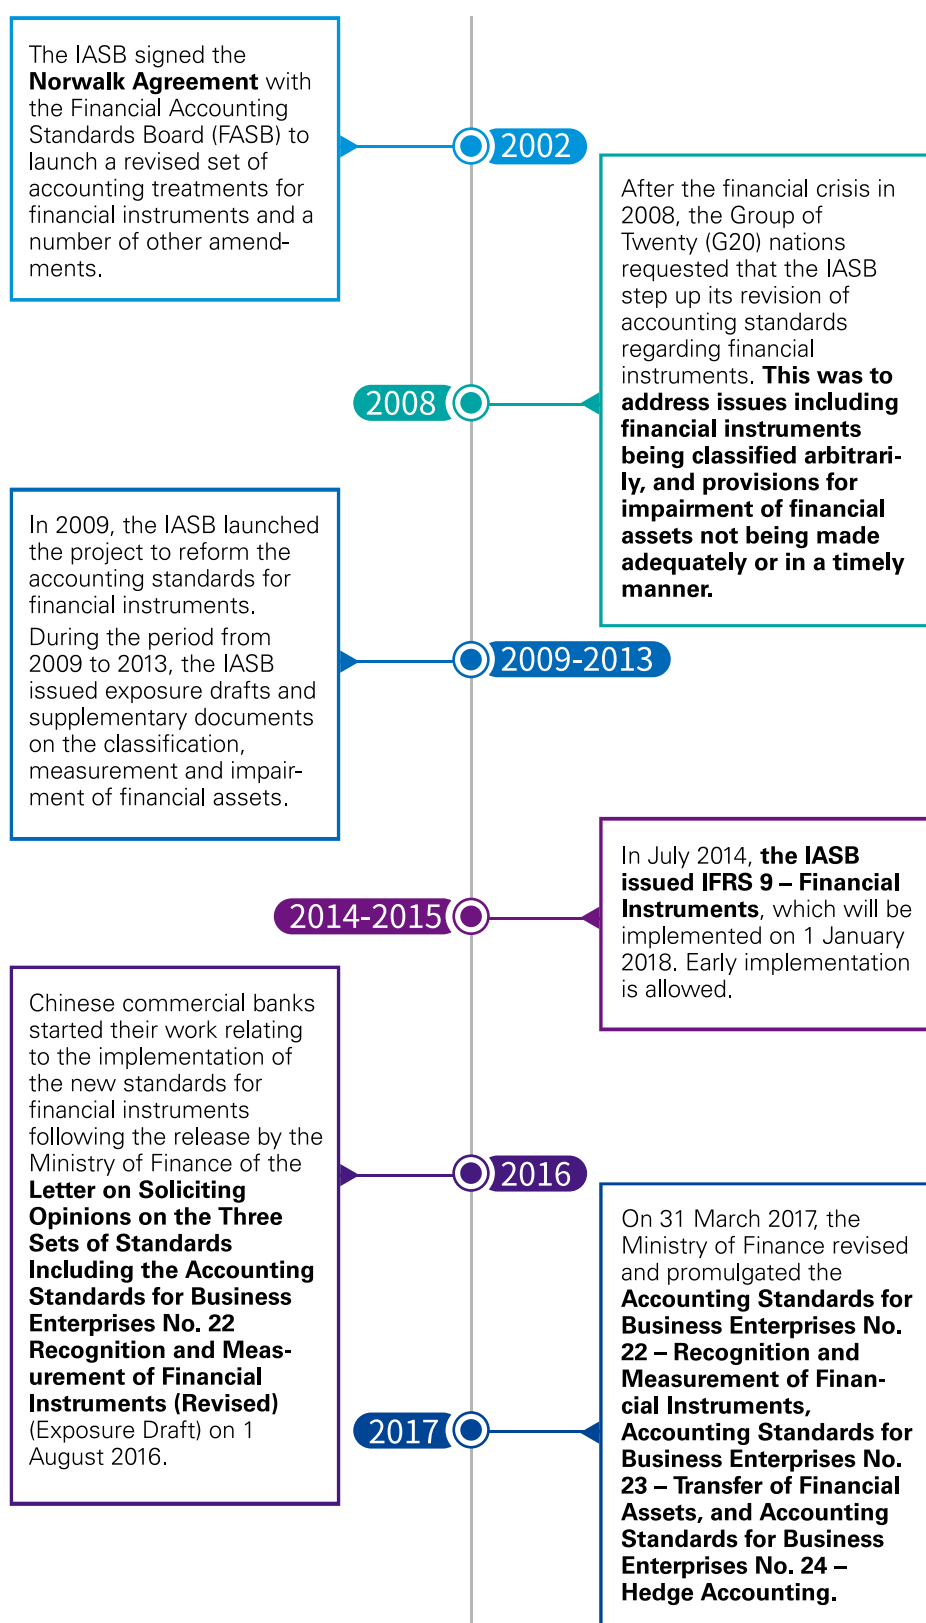 The IASB signed the
Norwalk Agreement with
the Financial Accounting
Standards Board (FASB) to
launch a revised set of
accounting treatments for
financial instruments and a
number of other amend-
ments.
2002
After the financial crisis in
2008, the Group of
Twenty (G20) nations
requested that the IASB
step up its revision of
accounting standards
regarding financial
instruments. This was to
address issues including
financial instruments
being classified arbitrari-
ly, and provisions for
impairment of financial
assets not being made
adequately or in a timely
manner.
2008
In 2009, the IASB launched
the project to reform the
accounting standards for
financial instruments.
During the period from
2009 to 2013, the IASB
issued exposure drafts and
supplementary documents
on the classification,
measurement and impair-
ment of financial assets.
2009-2013
In July 2014, the IASB
issued IFRS 9 – Financial
Instruments, which will be
implemented on 1 January
2018. Early implementation
is allowed.
2014-2015
Chinese commercial banks
started their work relating
to the implementation of
the new standards for
financial instruments
following the release by the
Ministry of Finance of the
Letter on Soliciting
Opinions on the Three
Sets of Standards
Including the Accounting
Standards for Business
Enterprises No. 22
Recognition and Meas-
urement of Financial
Instruments (Revised)
(Exposure Draft) on 1
August 2016.
2016
On 31 March 2017, the
Ministry of Finance revised
and promulgated the
Accounting Standards for
Business Enterprises No.
22 – Recognition and
Measurement of Finan-
cial Instruments,
Accounting Standards for
Business Enterprises No.
23 – Transfer of Financial
Assets, and Accounting
Standards for Business
Enterprises No. 24 –
Hedge Accounting.
2017